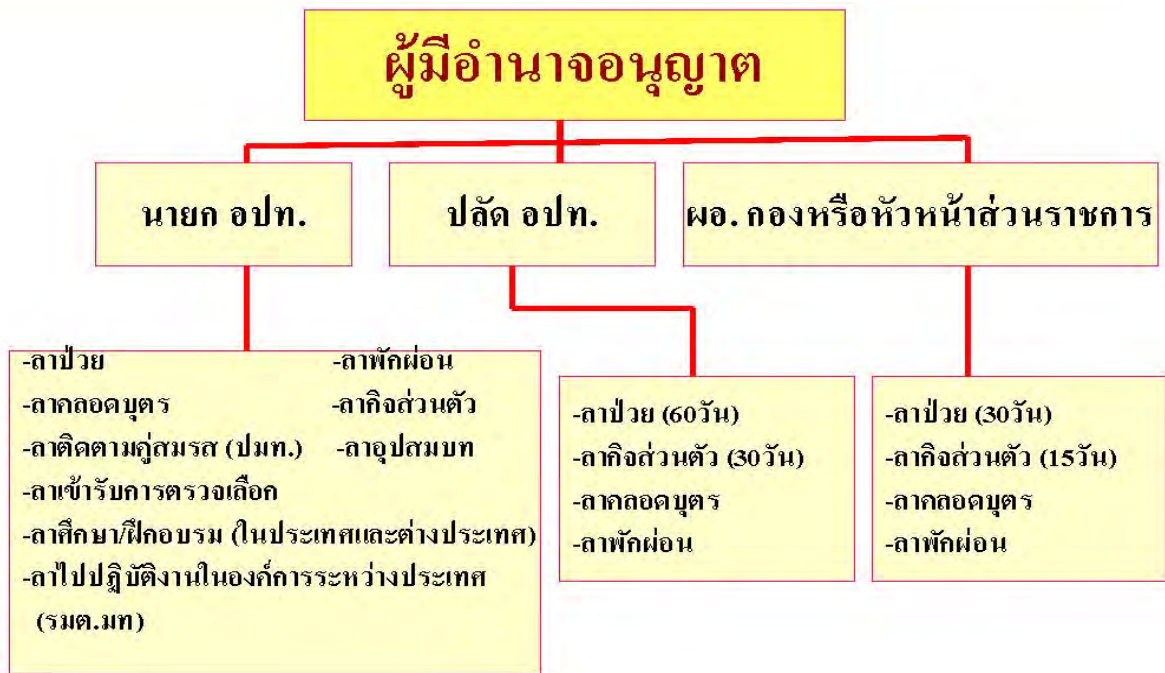 ผู้มีอำนาจอนุญาต
นายก อปท.
ปลัด อปท.
ผอ. กองหรือหัวหน้าส่วนราชการ
-ลาป่วย -ลาพักผ่อน
-ลาคลอดบุตร -ลากิจส่วนตัว
-ลาติดตามคู่สมรส (ปมท.) -ลาอุปสมบท
-ลาเข้ารับการตรวจเลือก
-ลาศึกษา/ฝึกอบรม (ในประเทศและต่างประเทศ)
-ลาไปปฎิบัติงานในองค์การระหว่างประเทศ
(รมต.มท)
-ลาป่วย (60วัน)
-ลากิจส่วนตัว (30วัน)
-ลาคลอดบุตร
-ลาพักผ่อน
-ลาป่วย (30วัน)
-ลากิจส่วนตัว (15วัน)
-ลาคลอดบุตร
-ลาพักผ่อน